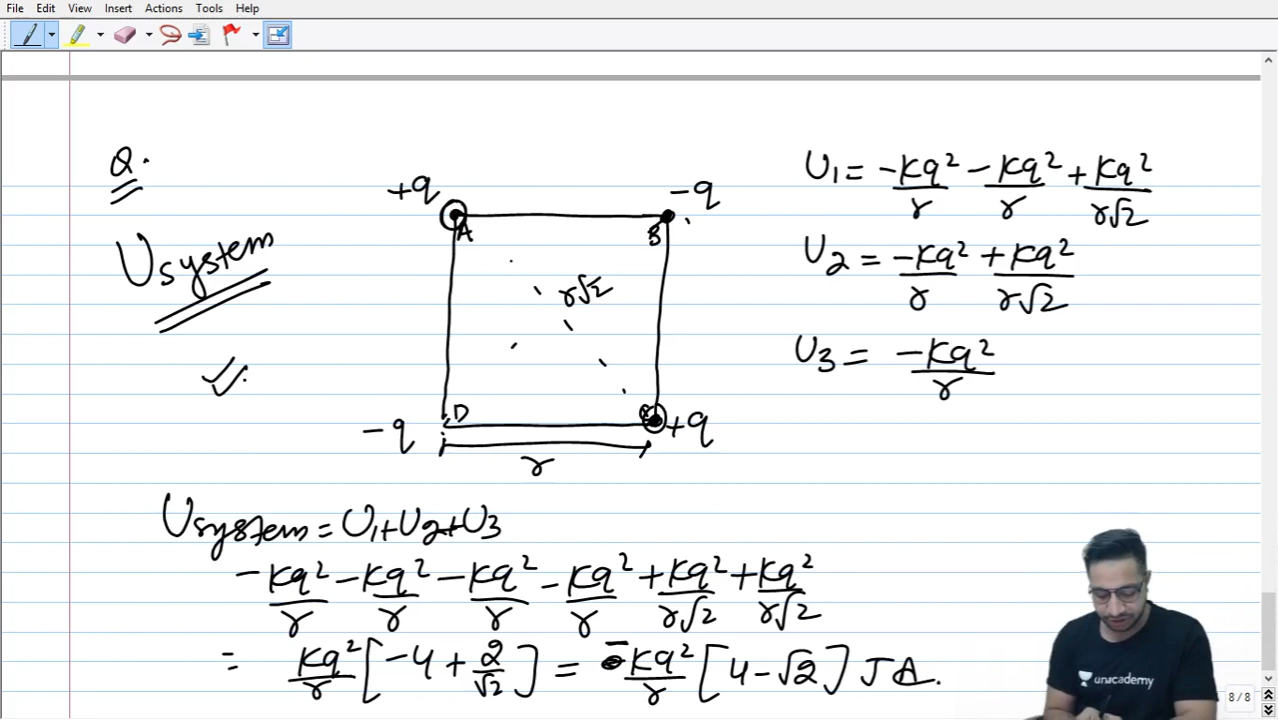 File Edit View Insert Actions Tools Help
Q.
Usystem
+q
-q
A
B
r√2
D
C
-q
+q
r
U1 = -Kq²/r - Kq²/r + Kq²/r√2
U2 = -Kq²/r + Kq²/r√2
U3 = -Kq²/r
Usystem = U1+U2+U3
-Kq²/r - Kq²/r - Kq²/r - Kq²/r + Kq²/r√2 + Kq²/r√2
= Kq²/r [-4 + 2/√2] = -Kq²/r [4-√2] J
unacademy
8 / 8